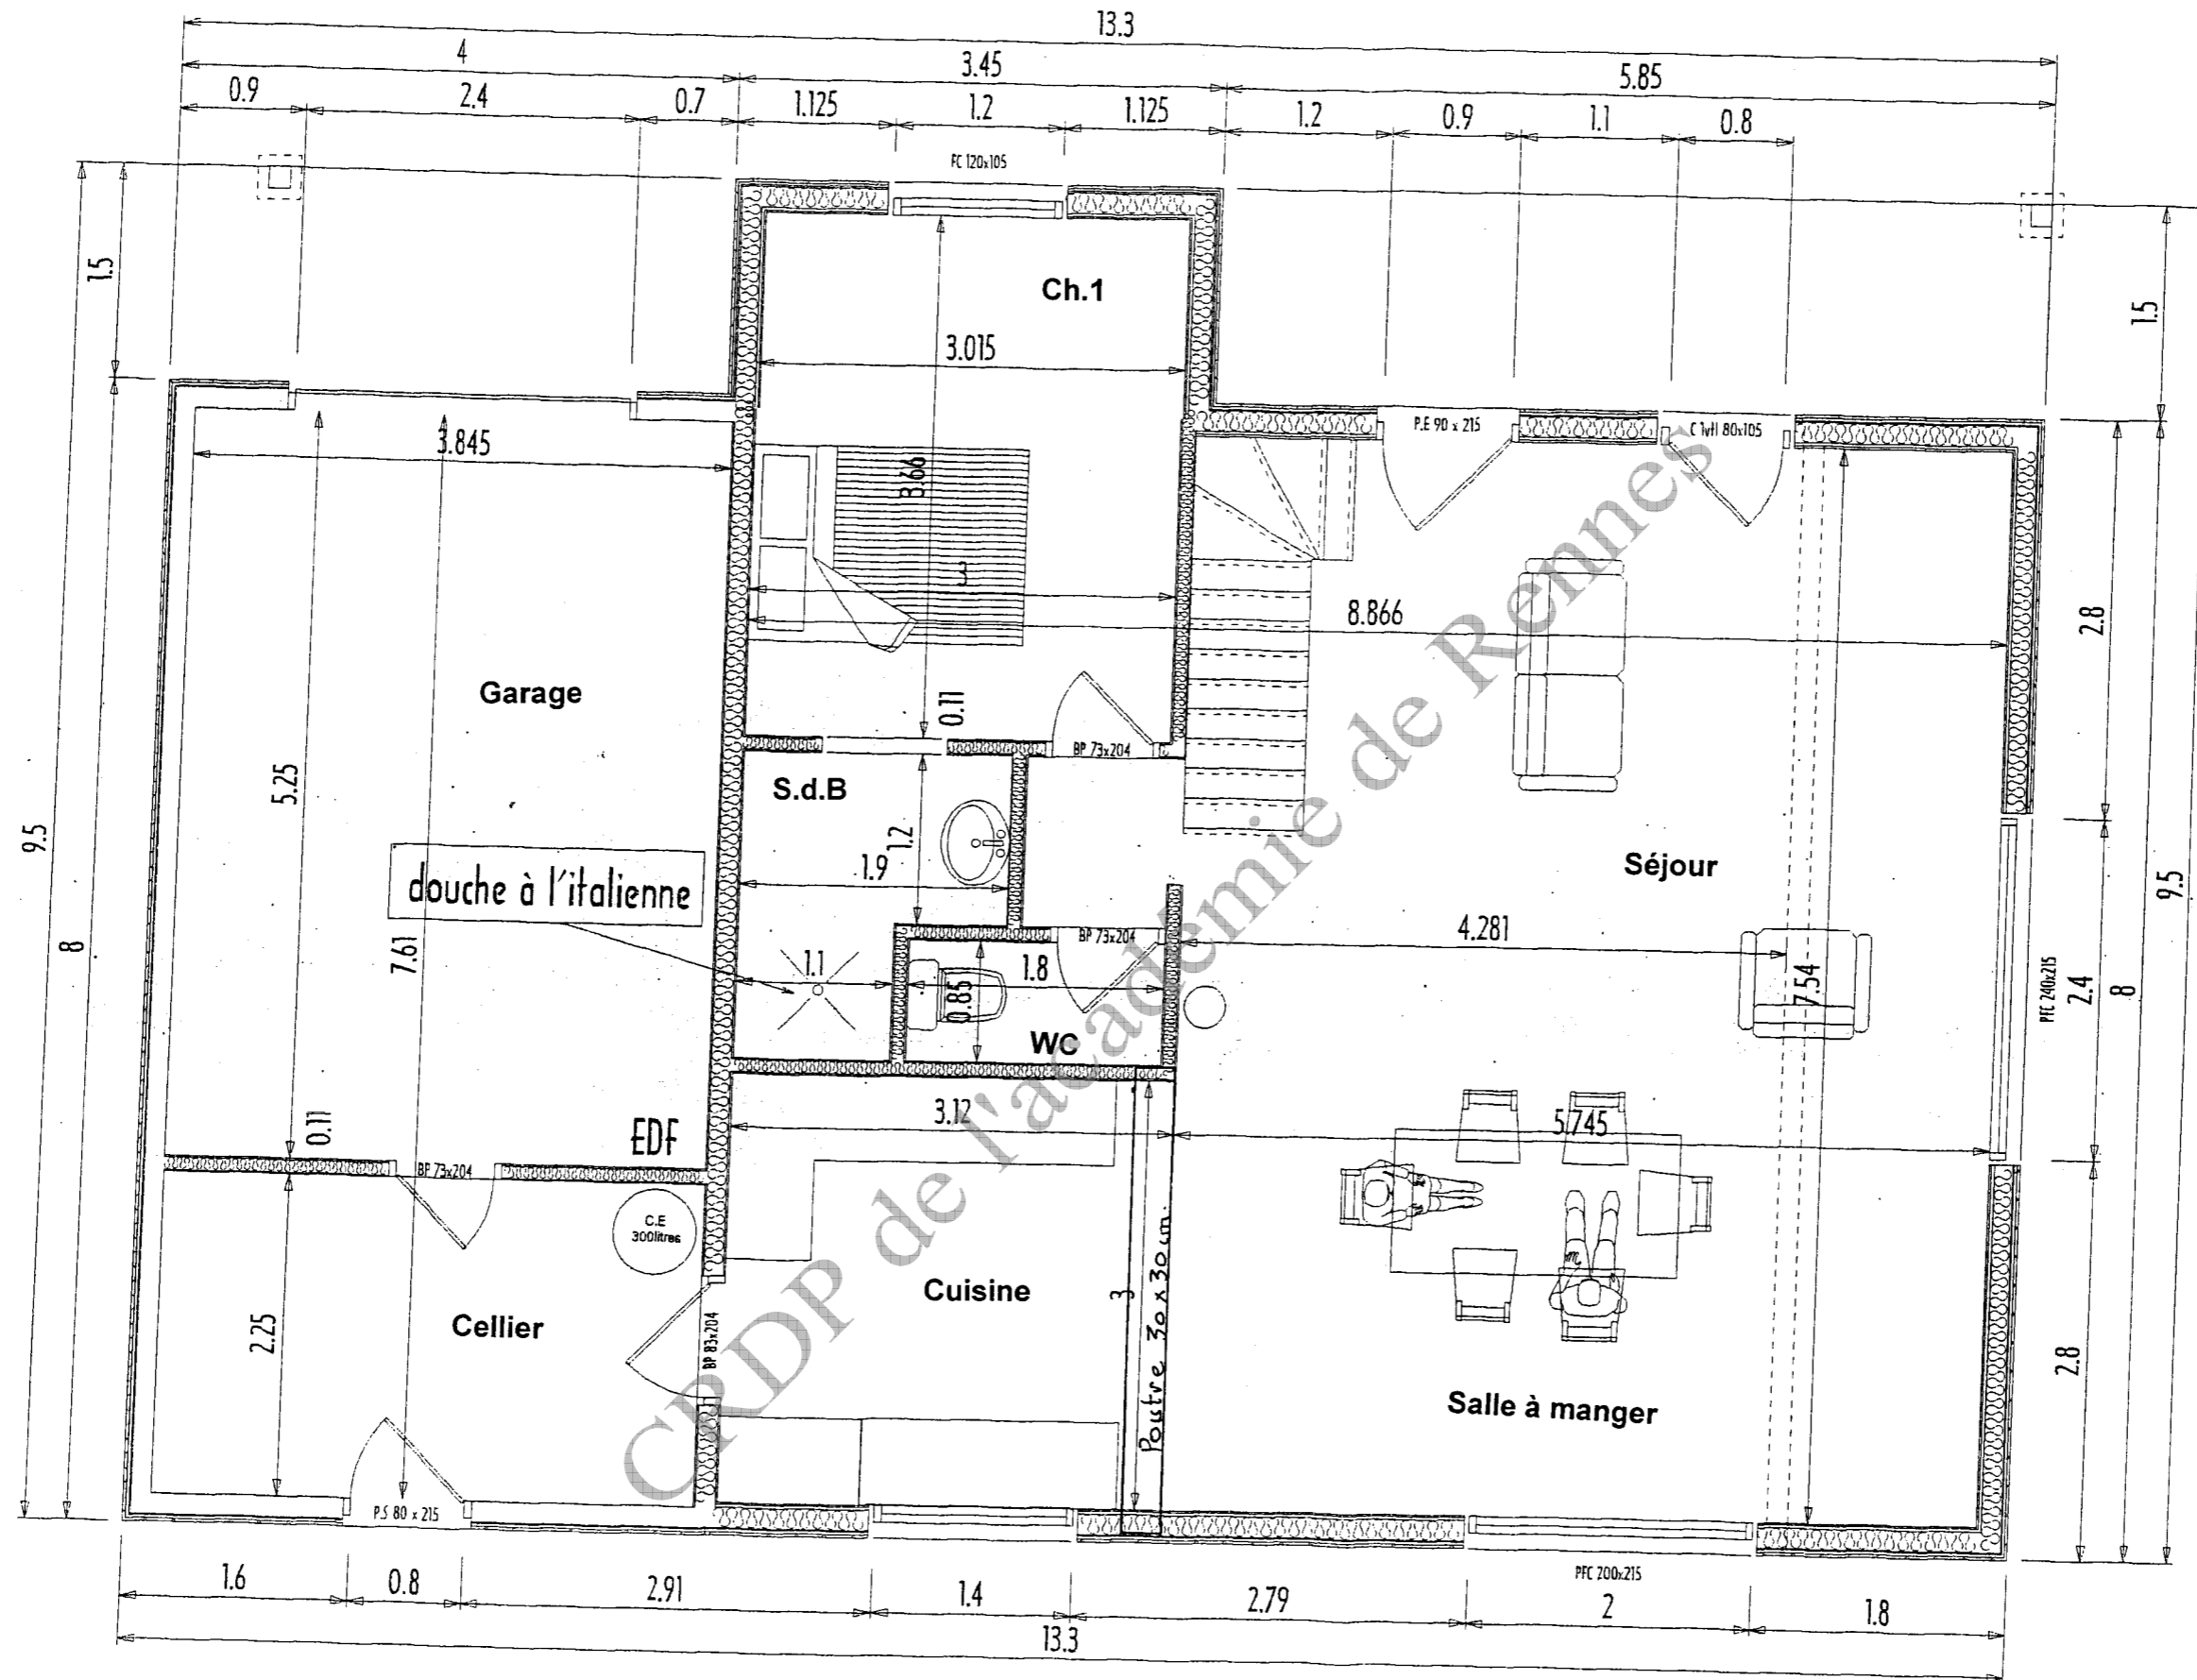 13.3
4
3.45
5.85
0.9
2.4
0.7
1.125
1.2
1.125
1.2
0.9
1.1
0.8
FC 120x105
1.5
Ch.1
1.5
3.015
3.845
P.E 90 x 215
C 1vtl 80x105
3.66
3
8.866
2.8
Garage
0.11
BP 73x204
5.25
S.d.B
1.2
Séjour
9.5
1.9
douche à l'italienne
8
7.61
BP 73x204
4.281
9.5
1.1
1.8
0.85
7.54
PFC 240x215
2.4
8
WC
0.11
EDF
3.12
5.745
BP 73x204
C.E
300litres
Cuisine
3
Poutre 30 x 30 cm.
2.25
Cellier
BP 83x204
2.8
Salle à manger
P.S 80 x 215
PFC 200x215
1.6
0.8
2.91
1.4
2.79
2
1.8
13.3
CRDP de l'académie de Rennes